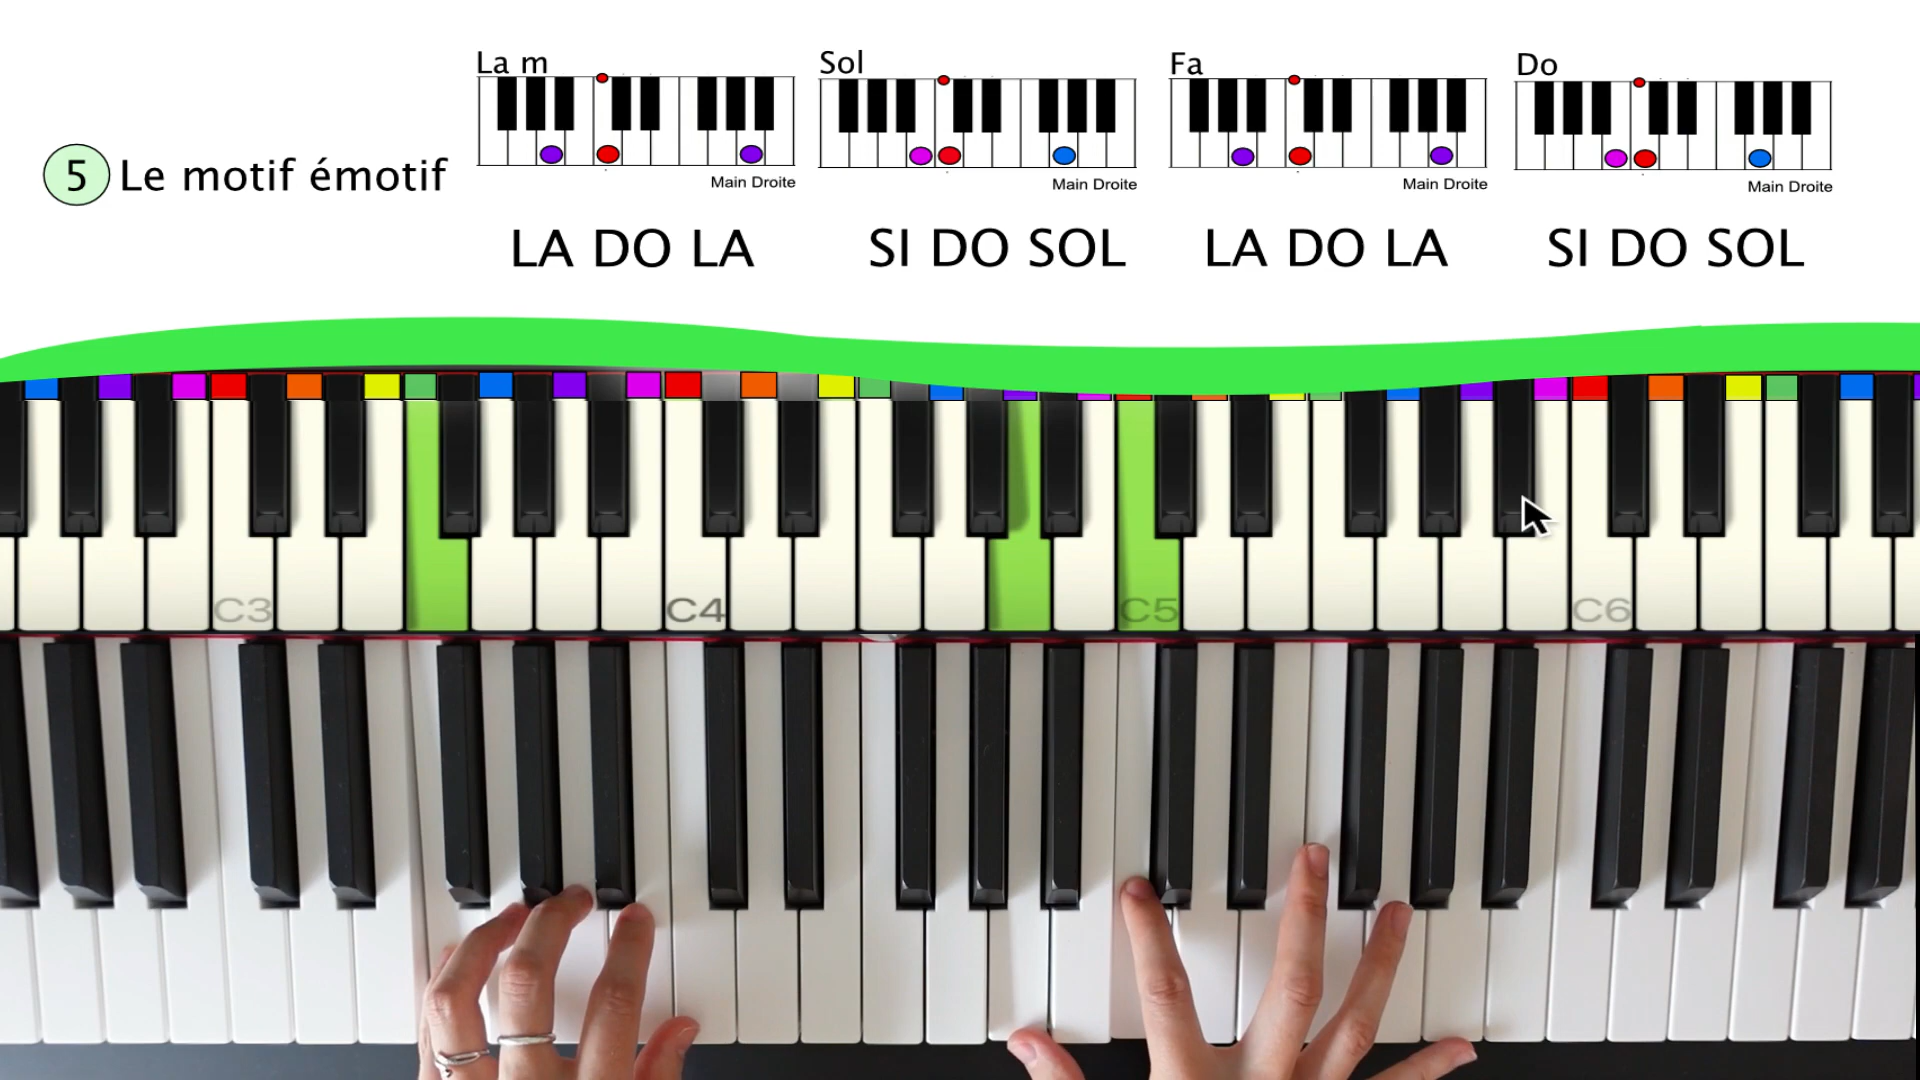 La m
Sol
Fa
Do
5 Le motif émotif
Main Droite
Main Droite
Main Droite
Main Droite
LA DO LA
SI DO SOL
LA DO LA
SI DO SOL
C3
C4
C5
C6